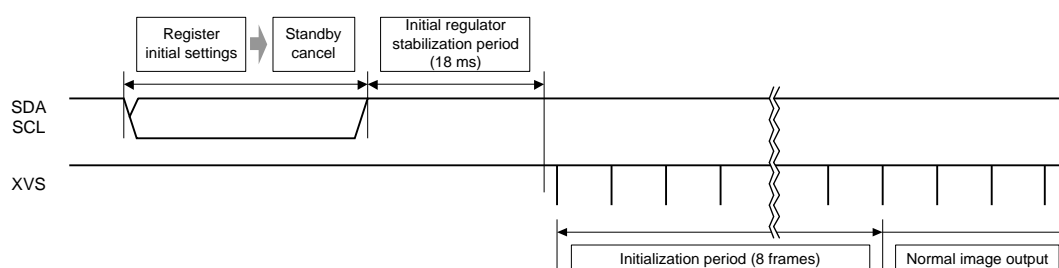 Register
initial settings
Standby
cancel
Initial regulator
stabilization period
(18 ms)
SDA
SCL
XVS
Initialization period (8 frames)
Normal image output